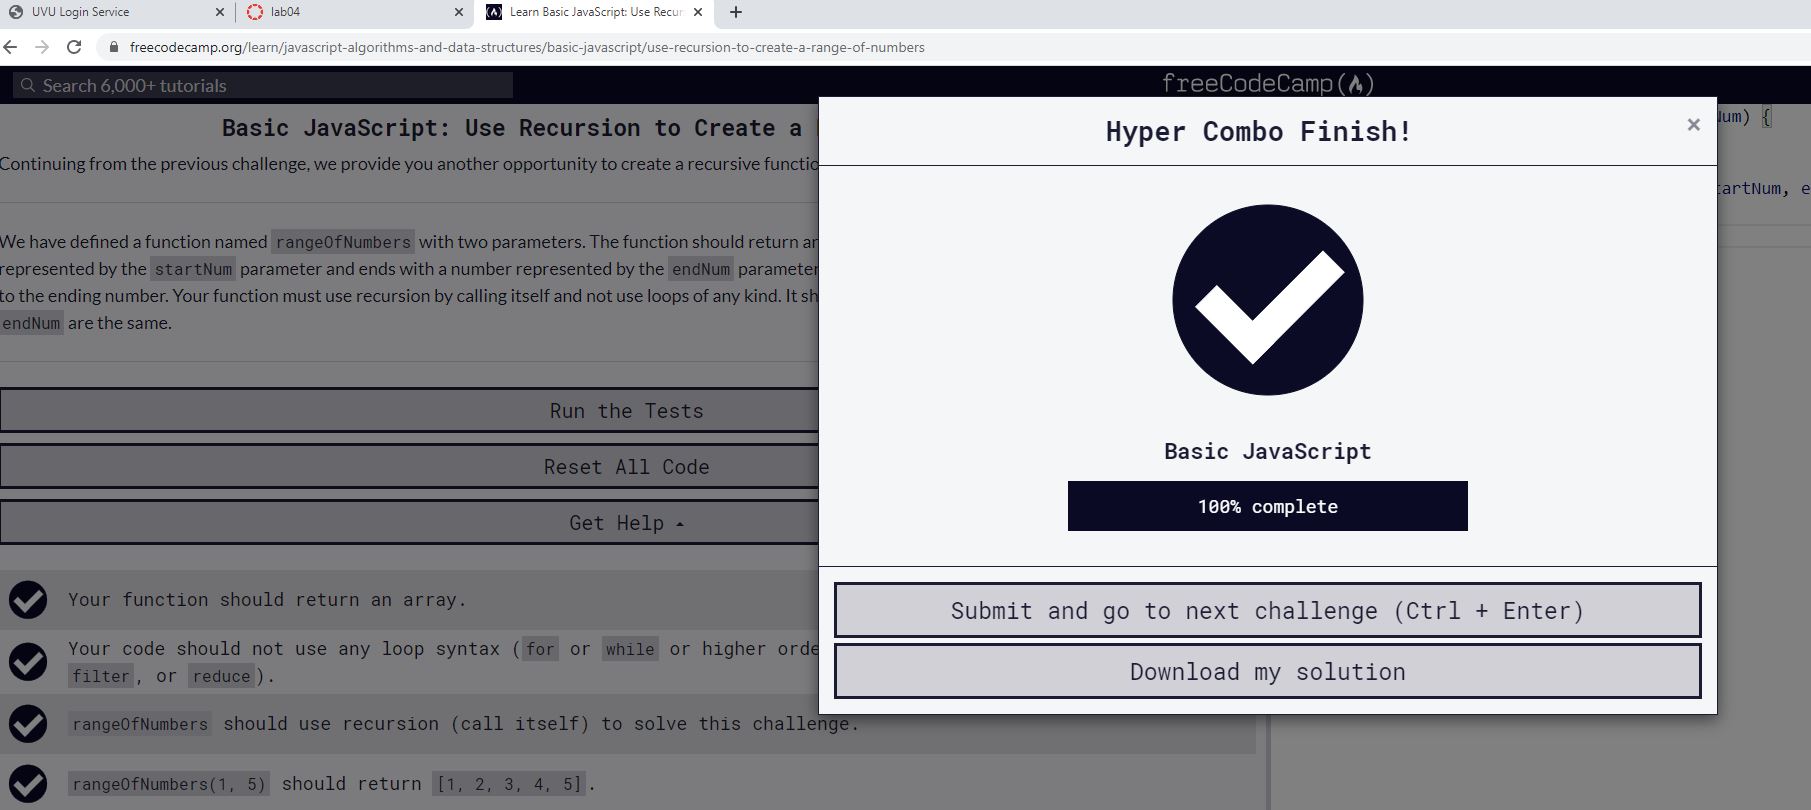 UVU Login Service
lab04
Learn Basic JavaScript: Use Recur
freecodecamp.org/learn/javascript-algorithms-and-data-structures/basic-javascript/use-recursion-to-create-a-range-of-numbers
Search 6,000+ tutorials
freeCodeCamp
Basic JavaScript: Use Recursion to Create a
Continuing from the previous challenge, we provide you another opportunity to create a recursive functio
We have defined a function named rangeOfNumbers with two parameters. The function should return an
represented by the startNum parameter and ends with a number represented by the endNum parameter
to the ending number. Your function must use recursion by calling itself and not use loops of any kind. It sh
endNum are the same.
Run the Tests
Reset All Code
Get Help
Your function should return an array.
Your code should not use any loop syntax (for or while or higher orde
filter, or reduce).
rangeOfNumbers should use recursion (call itself) to solve this challenge.
rangeOfNumbers(1, 5) should return [1, 2, 3, 4, 5].
Hyper Combo Finish!
×
Basic JavaScript
100% complete
Submit and go to next challenge (Ctrl + Enter)
Download my solution
Num) {
tartNum, e